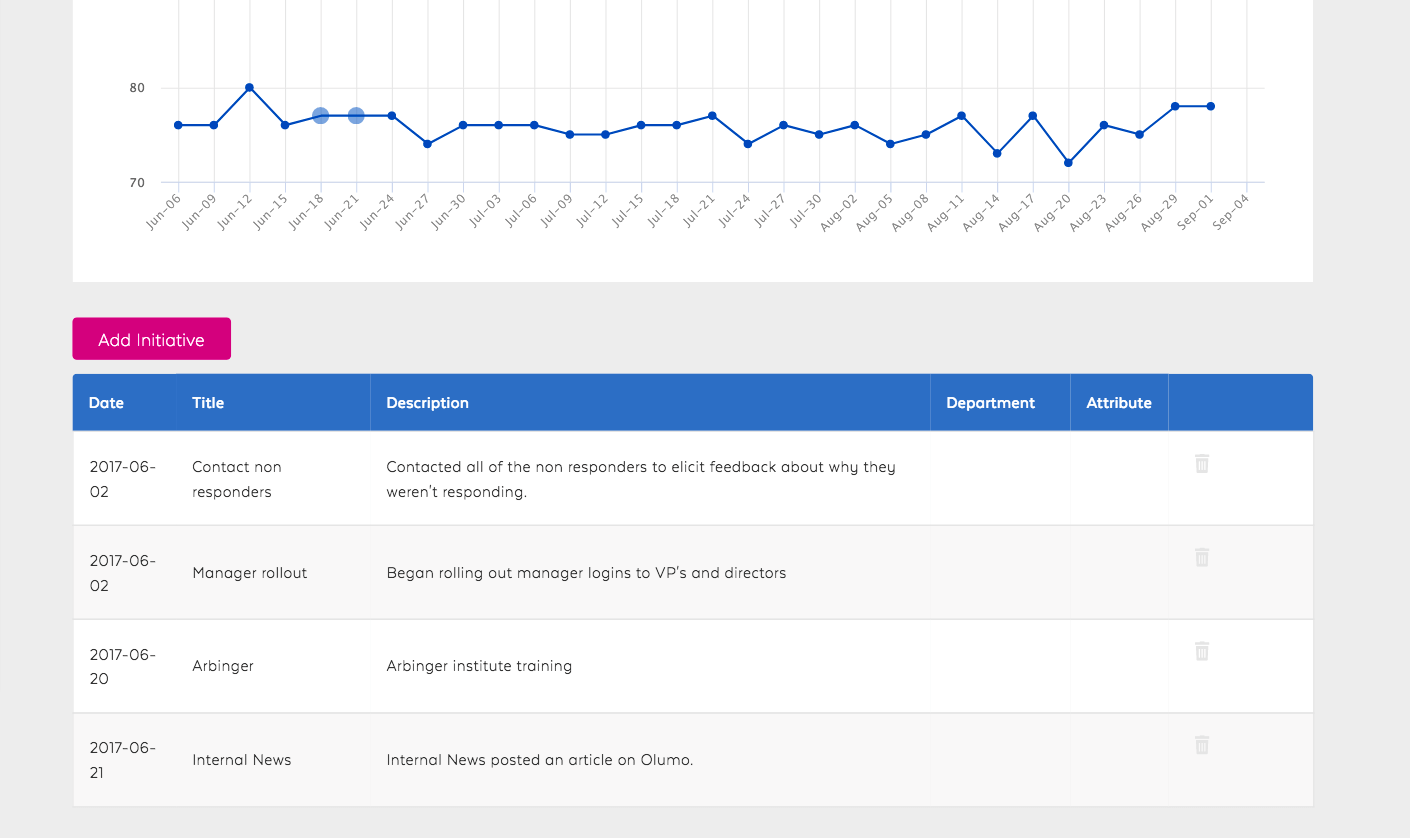 80
70
Jun-06 Jun-09 Jun-12 Jun-15 Jun-18 Jun-21 Jun-24 Jun-27 Jun-30 Jul-03 Jul-06 Jul-09 Jul-12 Jul-15 Jul-18 Jul-21 Jul-24 Jul-27 Jul-30 Aug-02 Aug-05 Aug-08 Aug-11 Aug-14 Aug-17 Aug-20 Aug-23 Aug-26 Aug-29 Sep-01 Sep-04
Add Initiative
Date Title Description Department Attribute
2017-06- Contact non Contacted all of the non responders to elicit feedback about why they
02 responders weren't responding.
2017-06-
02 Manager rollout Began rolling out manager logins to VP's and directors
2017-06-
20 Arbinger Arbinger institute training
2017-06-
21 Internal News Internal News posted an article on Olumo.